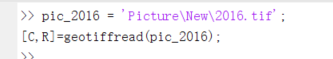 >> pic_2016 = 'Picture\New\2016.tif';
[C,R]=geotiffread(pic_2016);
>>